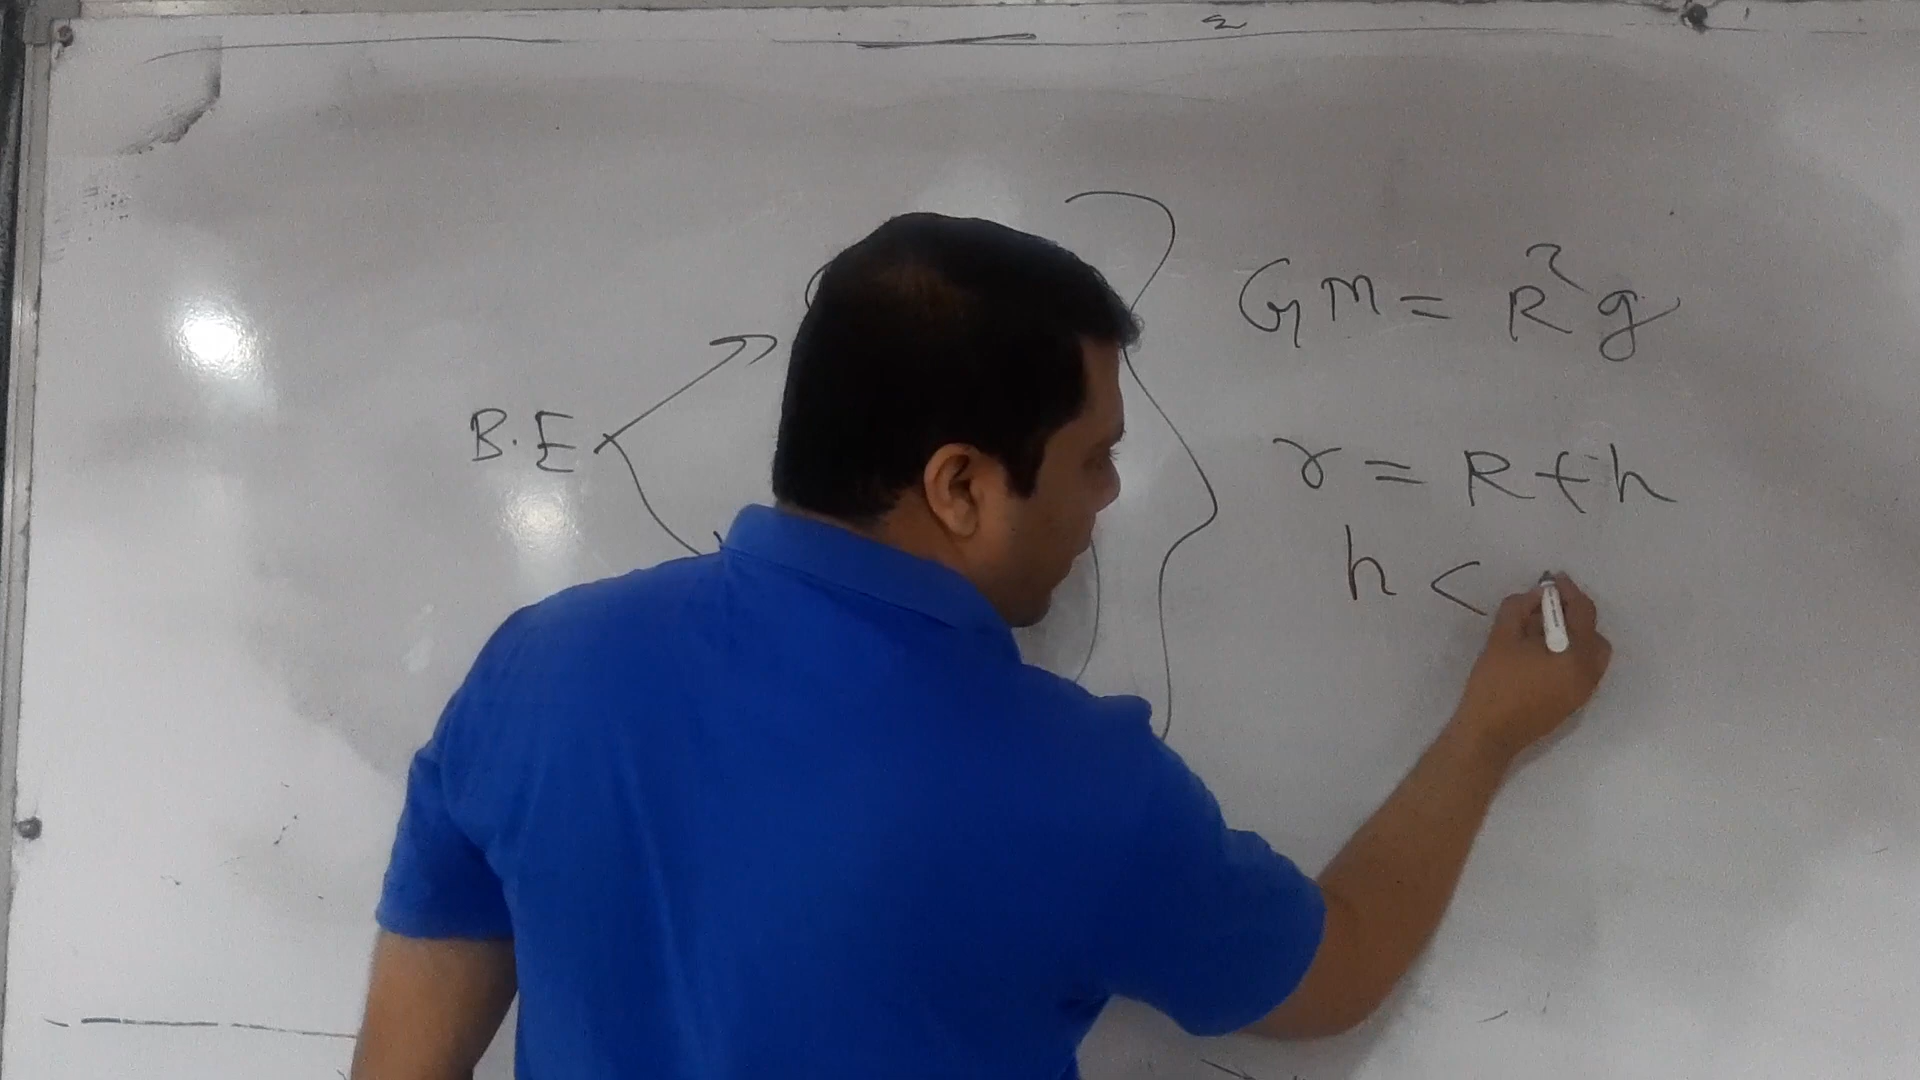 GM = R²g
B.E
r = R + h
h <